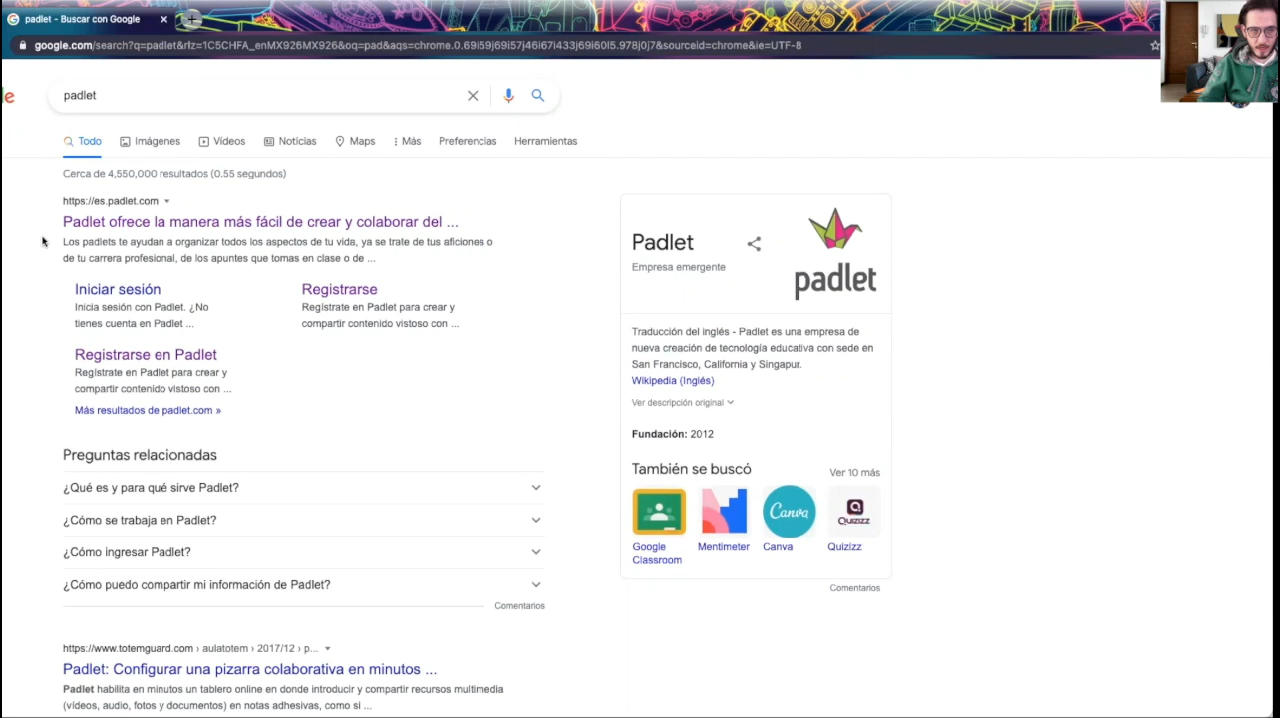 padlet - Buscar con Google
google.com/search?q=padlet&rlz=1C5CHFA_enMX926MX926&oq=pad&aqs=chrome.0.69i59j69i57j46i67i433j69i60l5.978j0j7&sourceid=chrome&ie=UTF-8
padlet
Todo Imágenes Vídeos Noticias Maps Más Preferencias Herramientas
Cerca de 4,550,000 resultados (0.55 segundos)
https://es.padlet.com
Padlet ofrece la manera más fácil de crear y colaborar del ...
Los padlets te ayudan a organizar todos los aspectos de tu vida, ya se trate de tus aficiones o
de tu carrera profesional, de los apuntes que tomas en clase o de ...
Iniciar sesión
Inicia sesión con Padlet. ¿No
tienes cuenta en Padlet ...
Registrarse
Regístrate en Padlet para crear y
compartir contenido vistoso con ...
Registrarse en Padlet
Regístrate en Padlet para crear y
compartir contenido vistoso con ...
Más resultados de padlet.com »
Preguntas relacionadas
¿Qué es y para qué sirve Padlet?
¿Cómo se trabaja en Padlet?
¿Cómo ingresar Padlet?
¿Cómo puedo compartir mi información de Padlet?
Comentarios
https://www.totemguard.com › aulatotem › 2017/12 › p...
Padlet: Configurar una pizarra colaborativa en minutos ...
Padlet habilita en minutos un tablero online en donde introducir y compartir recursos multimedia
(vídeos, audio, fotos y documentos) en notas adhesivas, como si ...
Padlet
Empresa emergente
padlet
Traducción del inglés - Padlet es una empresa de
nueva creación de tecnología educativa con sede en
San Francisco, California y Singapur.
Wikipedia (Inglés)
Ver descripción original
Fundación: 2012
También se buscó
Ver 10 más
Canva
Quizizz
Google
Classroom
Mentimeter
Canva
Quizizz
Comentarios